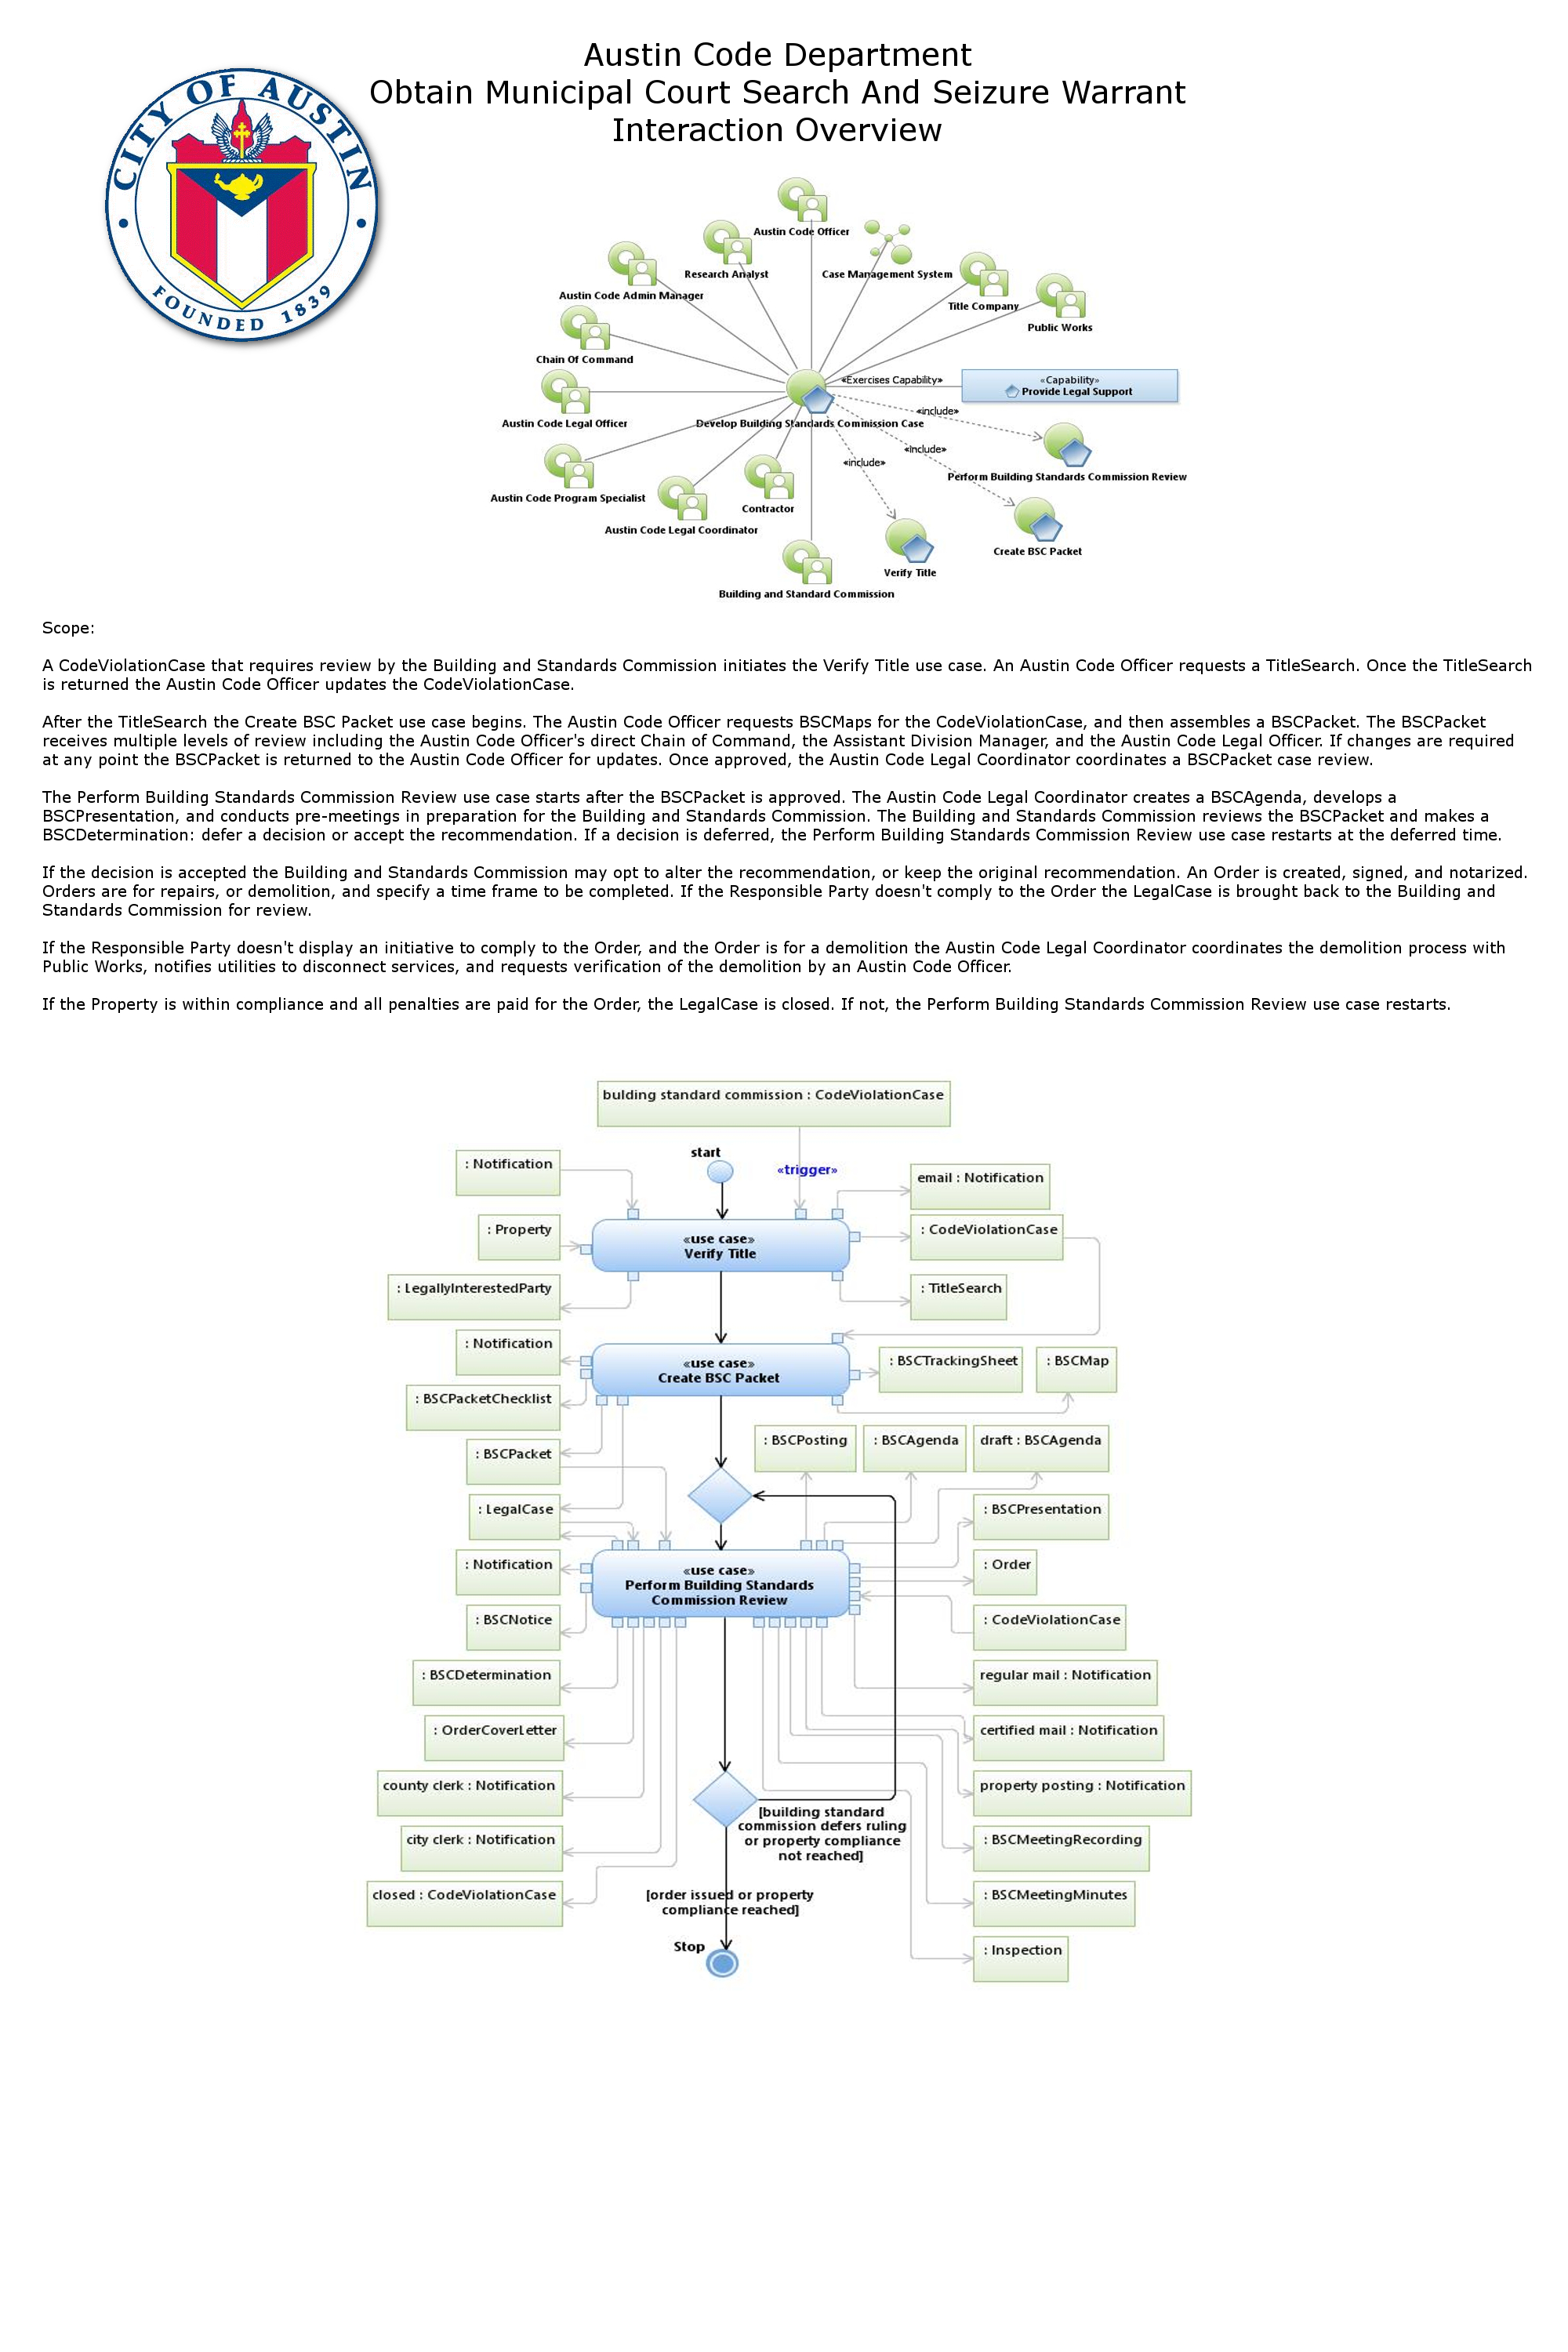 Austin Code Department
Obtain Municipal Court Search And Seizure Warrant
Interaction Overview
CITY OF AUSTIN
FOUNDED 1839
Austin Code Officer
Research Analyst
Case Management System
Austin Code Admin Manager
Title Company
Public Works
Chain Of Command
«Exercises Capability»
«Capability»
Provide Legal Support
Austin Code Legal Officer
Develop Building Standards Commission Case
«include»
«include»
«include»
Perform Building Standards Commission Review
Austin Code Program Specialist
Contractor
Austin Code Legal Coordinator
Create BSC Packet
Verify Title
Building and Standard Commission
Scope:
A CodeViolationCase that requires review by the Building and Standards Commission initiates the Verify Title use case. An Austin Code Officer requests a TitleSearch. Once the TitleSearch
is returned the Austin Code Officer updates the CodeViolationCase.
After the TitleSearch the Create BSC Packet use case begins. The Austin Code Officer requests BSCMaps for the CodeViolationCase, and then assembles a BSCPacket. The BSCPacket
receives multiple levels of review including the Austin Code Officer's direct Chain of Command, the Assistant Division Manager, and the Austin Code Legal Officer. If changes are required
at any point the BSCPacket is returned to the Austin Code Officer for updates. Once approved, the Austin Code Legal Coordinator coordinates a BSCPacket case review.
The Perform Building Standards Commission Review use case starts after the BSCPacket is approved. The Austin Code Legal Coordinator creates a BSCAgenda, develops a
BSCPresentation, and conducts pre-meetings in preparation for the Building and Standards Commission. The Building and Standards Commission reviews the BSCPacket and makes a
BSCDetermination: defer a decision or accept the recommendation. If a decision is deferred, the Perform Building Standards Commission Review use case restarts at the deferred time.
If the decision is accepted the Building and Standards Commission may opt to alter the recommendation, or keep the original recommendation. An Order is created, signed, and notarized.
Orders are for repairs, or demolition, and specify a time frame to be completed. If the Responsible Party doesn't comply to the Order the LegalCase is brought back to the Building and
Standards Commission for review.
If the Responsible Party doesn't display an initiative to comply to the Order, and the Order is for a demolition the Austin Code Legal Coordinator coordinates the demolition process with
Public Works, notifies utilities to disconnect services, and requests verification of the demolition by an Austin Code Officer.
If the Property is within compliance and all penalties are paid for the Order, the LegalCase is closed. If not, the Perform Building Standards Commission Review use case restarts.
bulding standard commission : CodeViolationCase
start
: Notification
«trigger»
email : Notification
: Property
«use case»
Verify Title
: CodeViolationCase
: LegallyInterestedParty
: TitleSearch
: Notification
«use case»
Create BSC Packet
: BSCTrackingSheet
: BSCMap
: BSCPacketChecklist
: BSCPacket
: BSCPosting
: BSCAgenda
draft : BSCAgenda
: LegalCase
: BSCPresentation
: Notification
«use case»
Perform Building Standards
Commission Review
: Order
: BSCNotice
: CodeViolationCase
: BSCDetermination
regular mail : Notification
: OrderCoverLetter
certified mail : Notification
county clerk : Notification
property posting : Notification
[building standard
commission defers ruling
or property compliance
not reached]
city clerk : Notification
: BSCMeetingRecording
closed : CodeViolationCase
[order issued or property
compliance reached]
: BSCMeetingMinutes
Stop
: Inspection